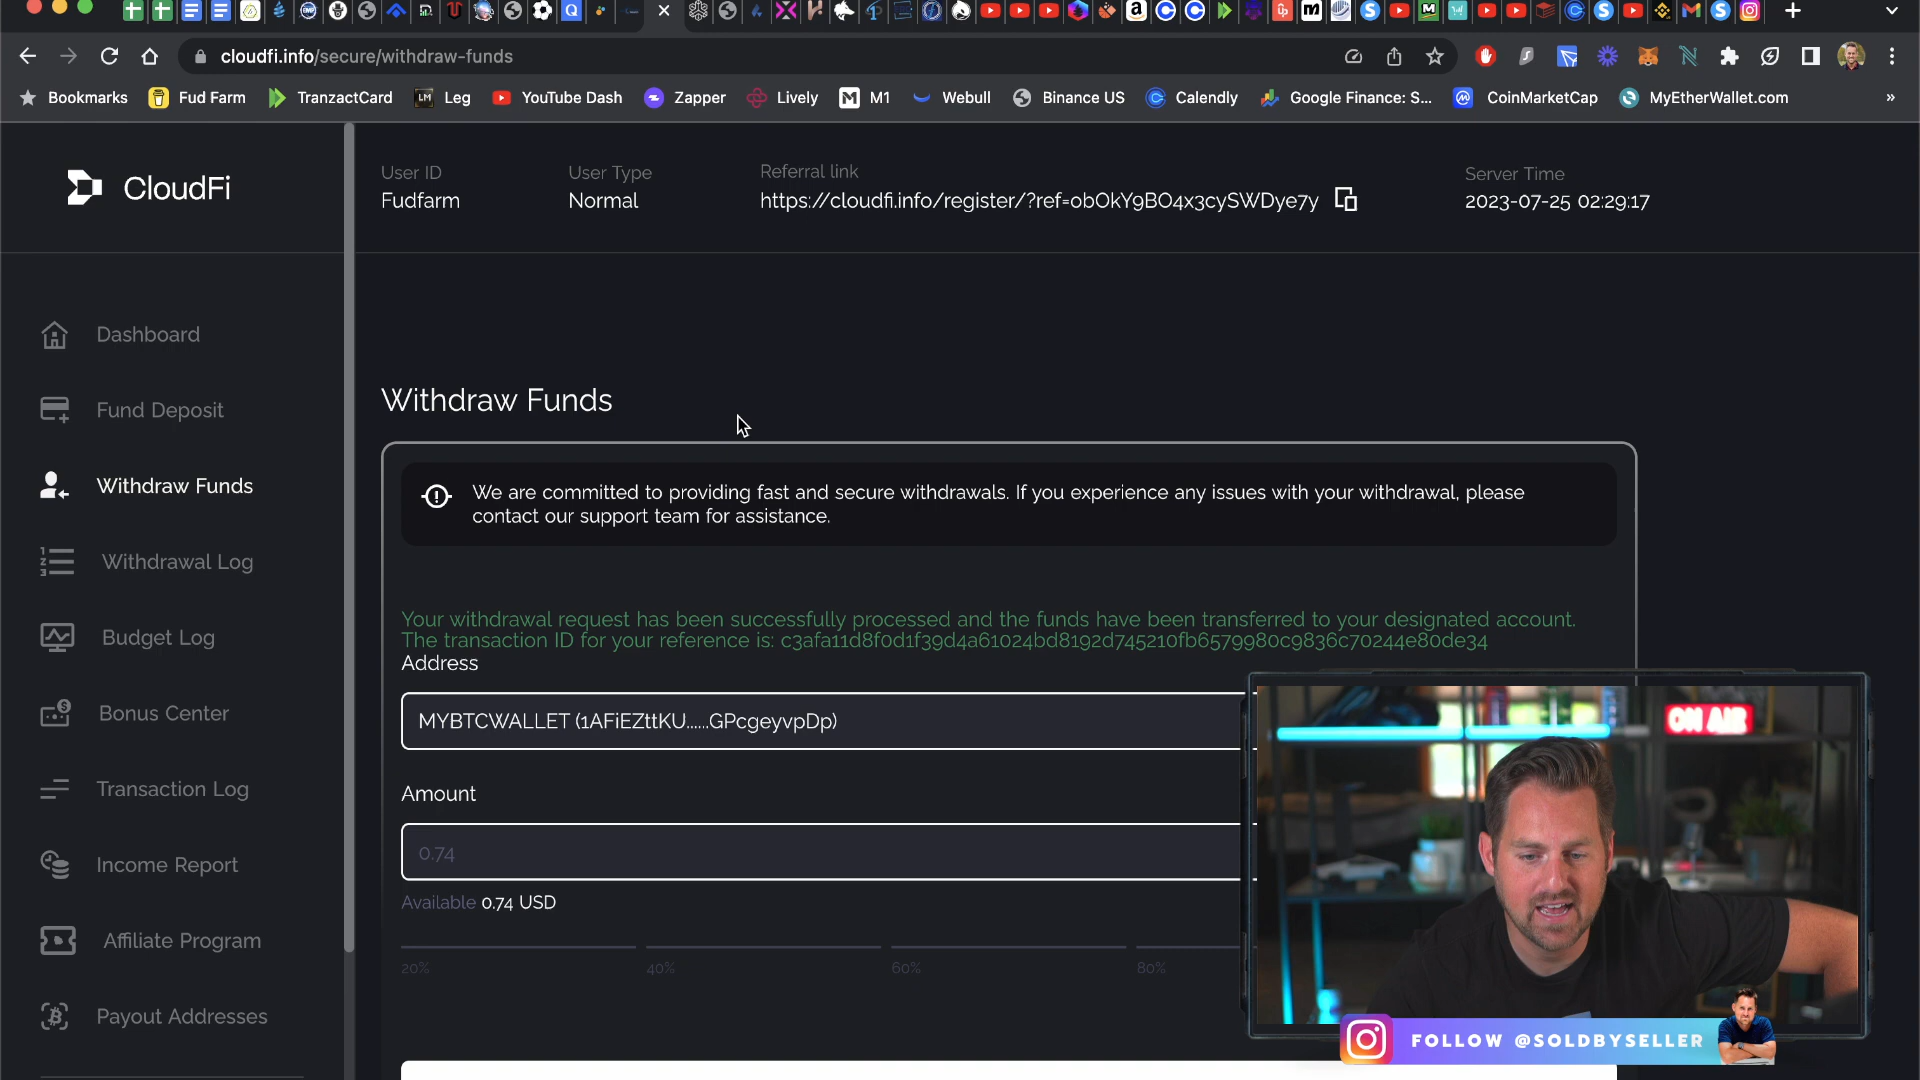 cloudfi.info/secure/withdraw-funds
Bookmarks
Fud Farm
TranzactCard
LM
Leg
YouTube Dash
Zapper
Lively
M1
Webull
Binance US
Calendly
Google Finance: S...
CoinMarketCap
MyEtherWallet.com
»
CloudFi
User ID
Fudfarm
User Type
Normal
Referral link
https://cloudfi.info/register/?ref=obOkY9BO4x3cySWDye7y
Server Time
2023-07-25 02:29:17
Dashboard
Fund Deposit
Withdraw Funds
Withdrawal Log
Budget Log
Bonus Center
Transaction Log
Income Report
Affiliate Program
Payout Addresses
Withdraw Funds
We are committed to providing fast and secure withdrawals. If you experience any issues with your withdrawal, please
contact our support team for assistance.
Your withdrawal request has been successfully processed and the funds have been transferred to your designated account.
The transaction ID for your reference is: c3afa11d8f0d1f39d4a61024bd8192d745210fb6579980c9836c70244e80de34
Address
MYBTCWALLET (1AFiEZttKU......GPcgeyvpDp)
Amount
0.74
Available 0.74 USD
20%
40%
60%
80%
ON AIR
FOLLOW @SOLDBYSELLER